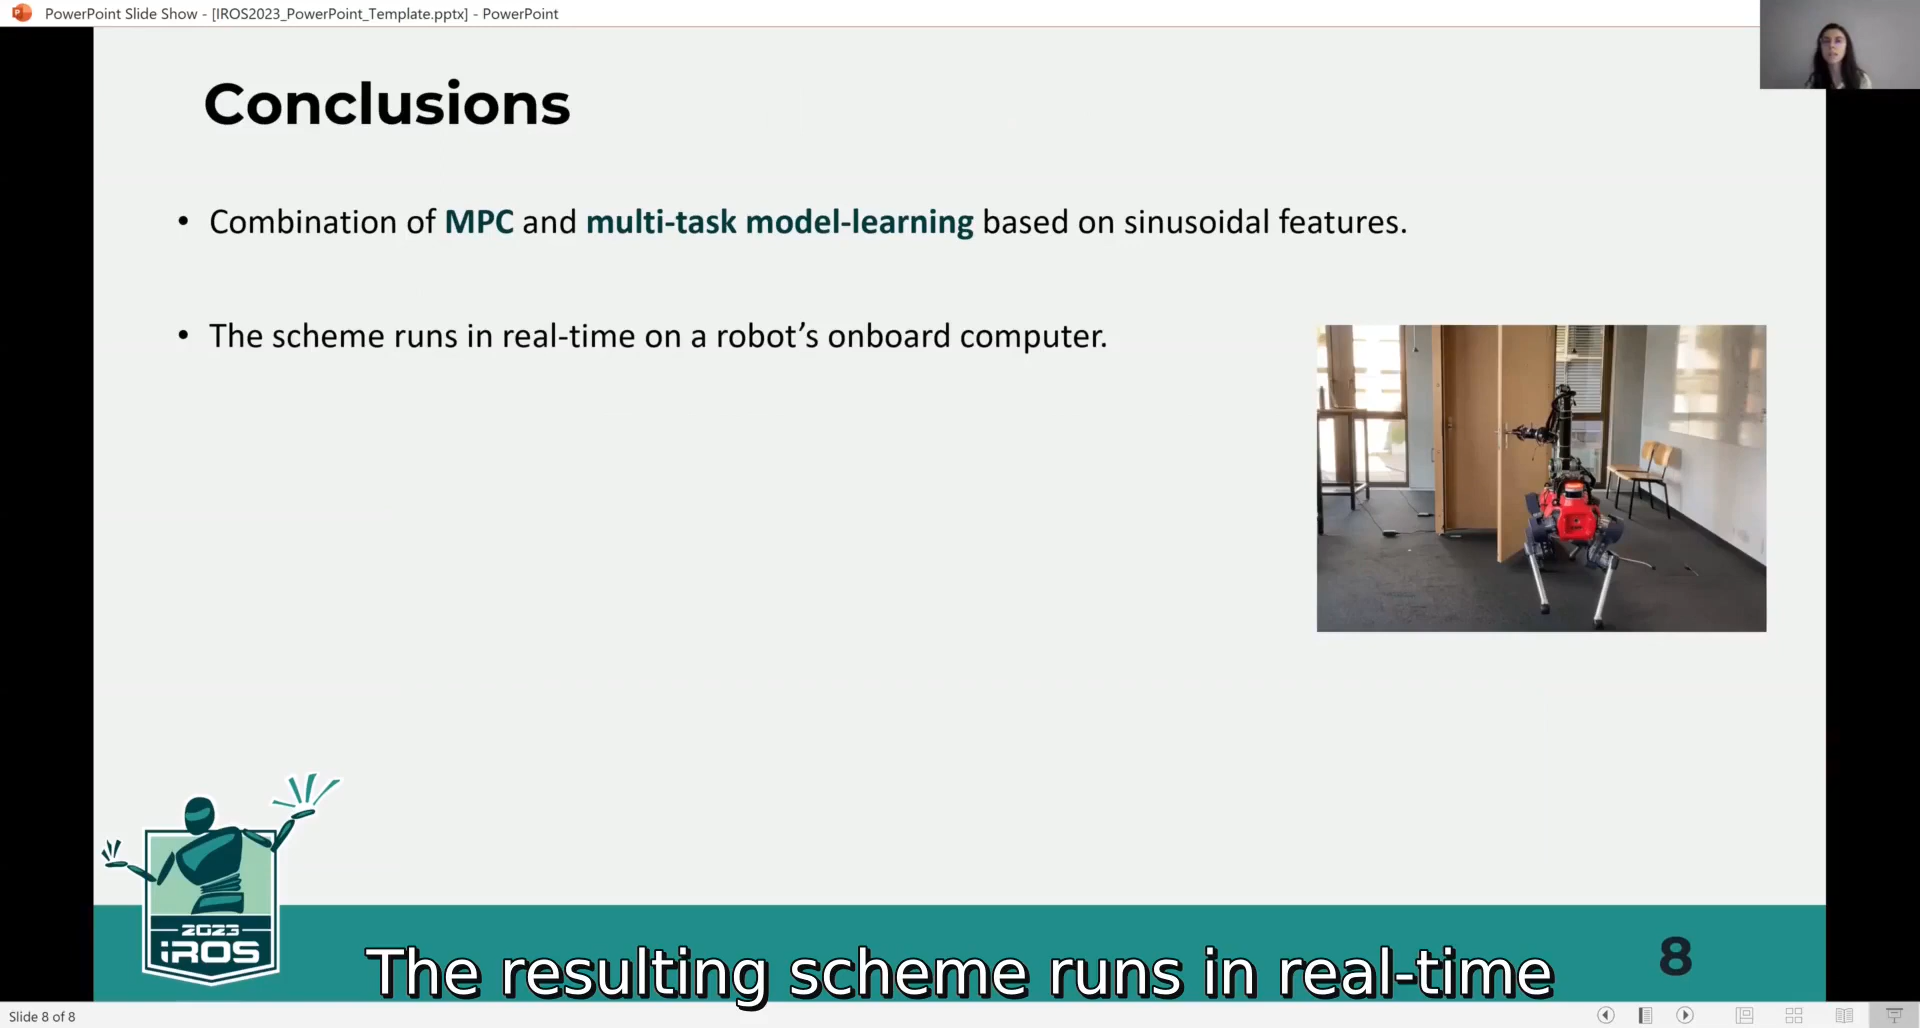 PowerPoint Slide Show - [IROS2023_PowerPoint_Template.pptx] - PowerPoint
Conclusions
• Combination of MPC and multi-task model-learning based on sinusoidal features.
• The scheme runs in real-time on a robot’s onboard computer.
2023
iROS
The resulting scheme runs in real-time
8
Slide 8 of 8